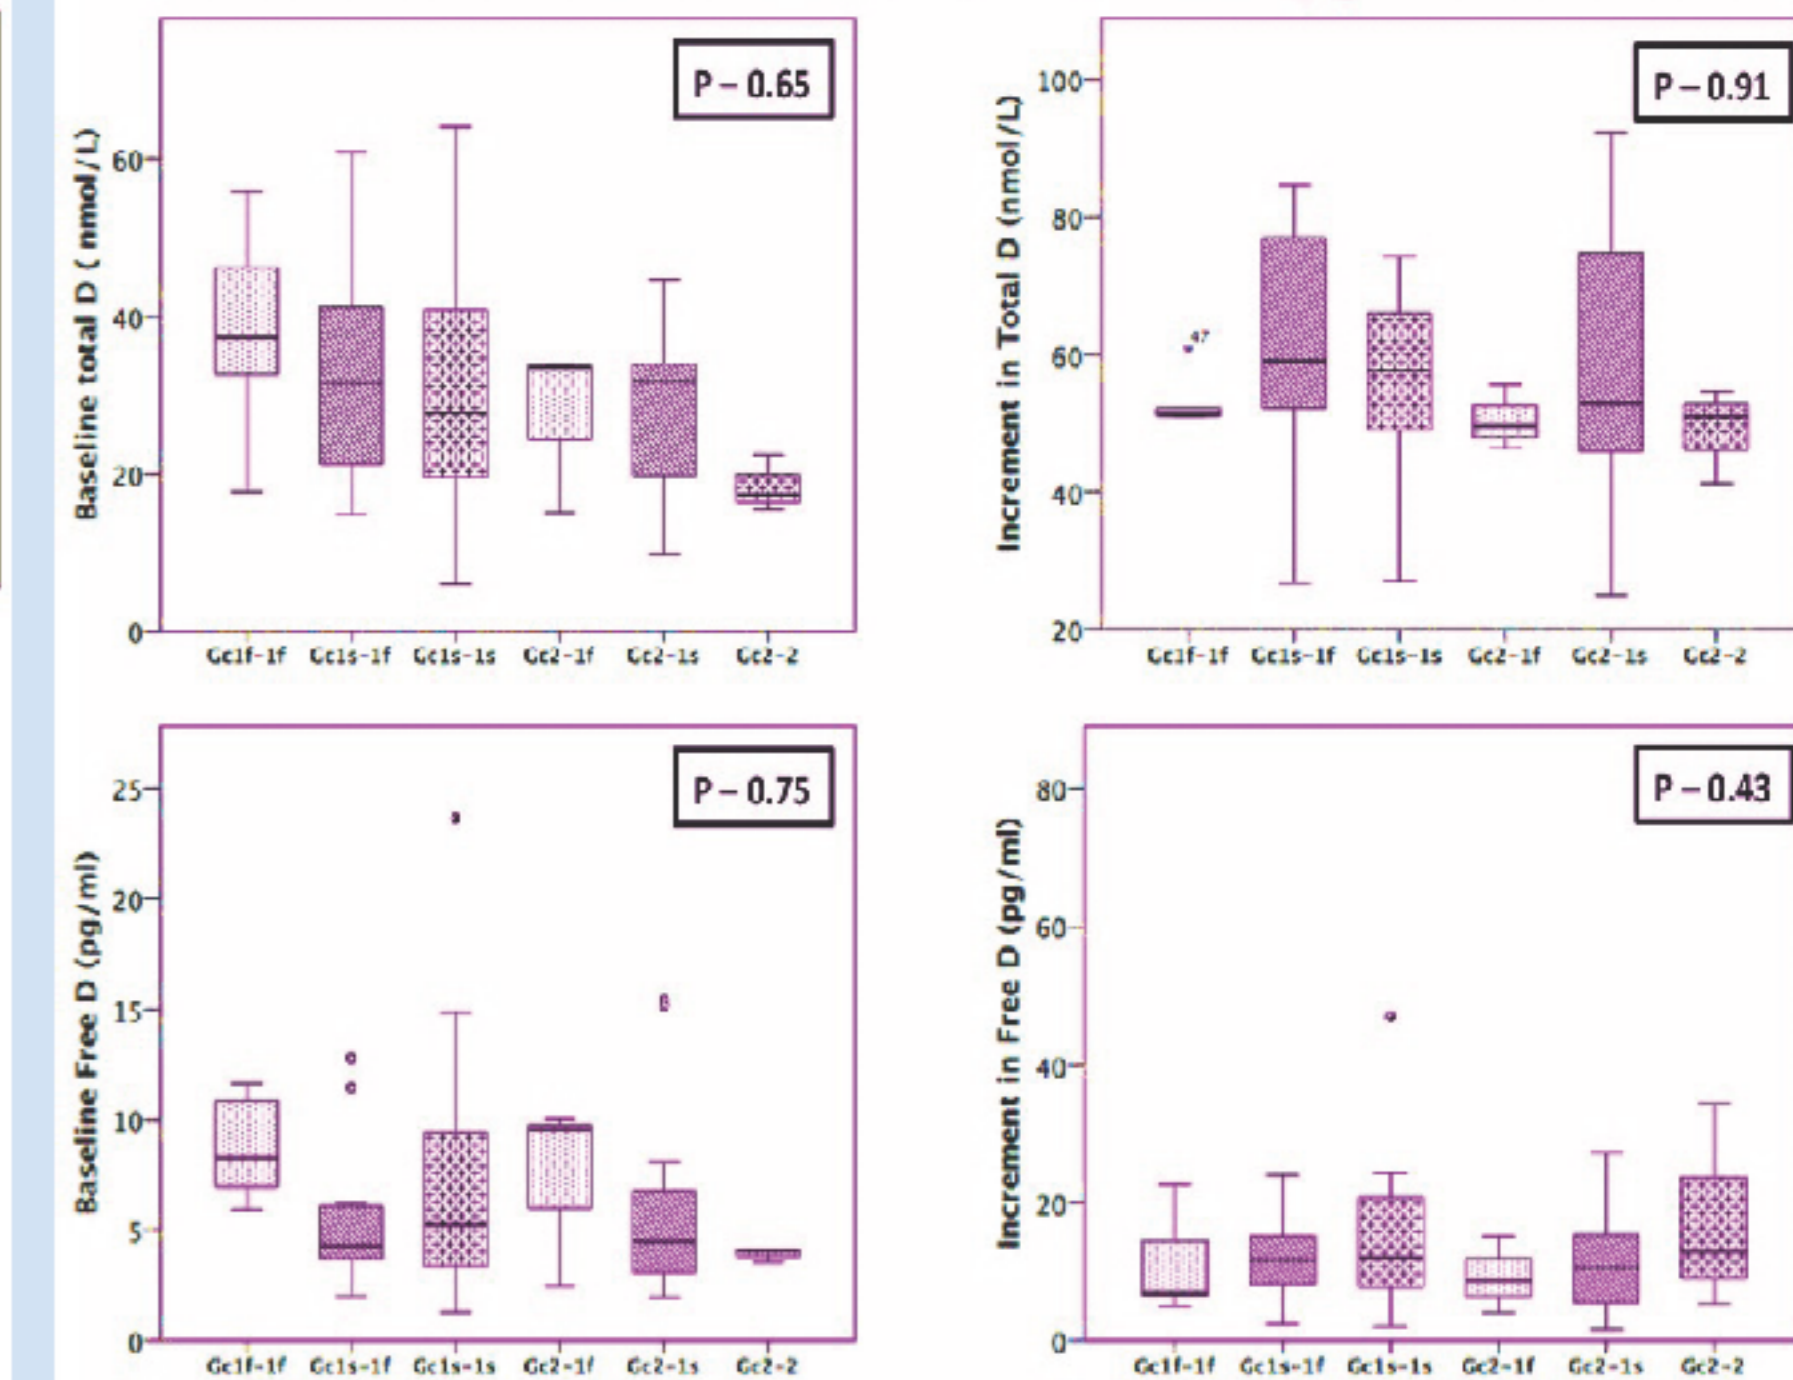 P – 0.65
Baseline total D ( nmol/L)
60
40
20
0
Gc1f-1f Gc1s-1f Gc1s-1s Gc2-1f Gc2-1s Gc2-2
P – 0.91
Increment in Total D (nmol/L)
100
80
60
40
20
47
Gc1f-1f Gc1s-1f Gc1s-1s Gc2-1f Gc2-1s Gc2-2
P – 0.75
Baseline Free D (pg/ml)
25
20
15
10
5
0
Gc1f-1f Gc1s-1f Gc1s-1s Gc2-1f Gc2-1s Gc2-2
P – 0.43
Increment in Free D (pg/ml)
80
60
40
20
0
Gc1f-1f Gc1s-1f Gc1s-1s Gc2-1f Gc2-1s Gc2-2